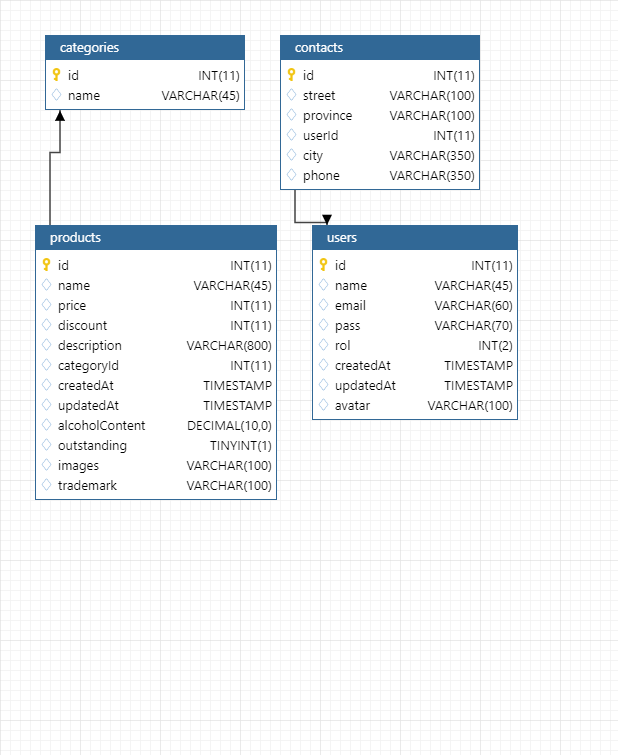 categories
id INT(11)
name VARCHAR(45)
contacts
id INT(11)
street VARCHAR(100)
province VARCHAR(100)
userId INT(11)
city VARCHAR(350)
phone VARCHAR(350)
products
id INT(11)
name VARCHAR(45)
price INT(11)
discount INT(11)
description VARCHAR(800)
categoryId INT(11)
createdAt TIMESTAMP
updatedAt TIMESTAMP
alcoholContent DECIMAL(10,0)
outstanding TINYINT(1)
images VARCHAR(100)
trademark VARCHAR(100)
users
id INT(11)
name VARCHAR(45)
email VARCHAR(60)
pass VARCHAR(70)
rol INT(2)
createdAt TIMESTAMP
updatedAt TIMESTAMP
avatar VARCHAR(100)